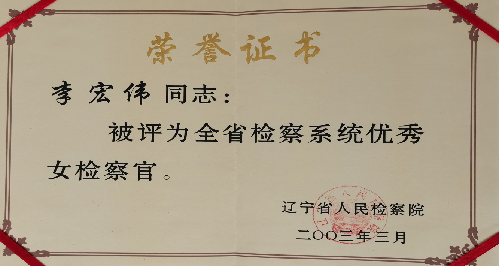 荣誉证书
李宏伟同志：
被评为全省检察系统优秀
女检察官。
辽宁省人民检察院
二〇〇三年三月